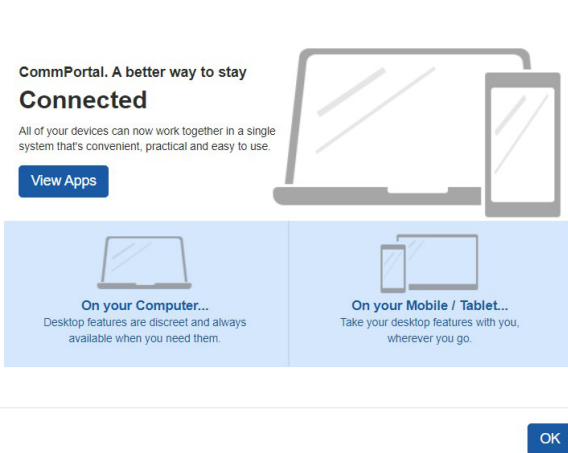 CommPortal. A better way to stay
Connected
All of your devices can now work together in a single
system that's convenient, practical and easy to use.
View Apps
On your Computer...
Desktop features are discreet and always
available when you need them.
On your Mobile / Tablet...
Take your desktop features with you,
wherever you go.
OK